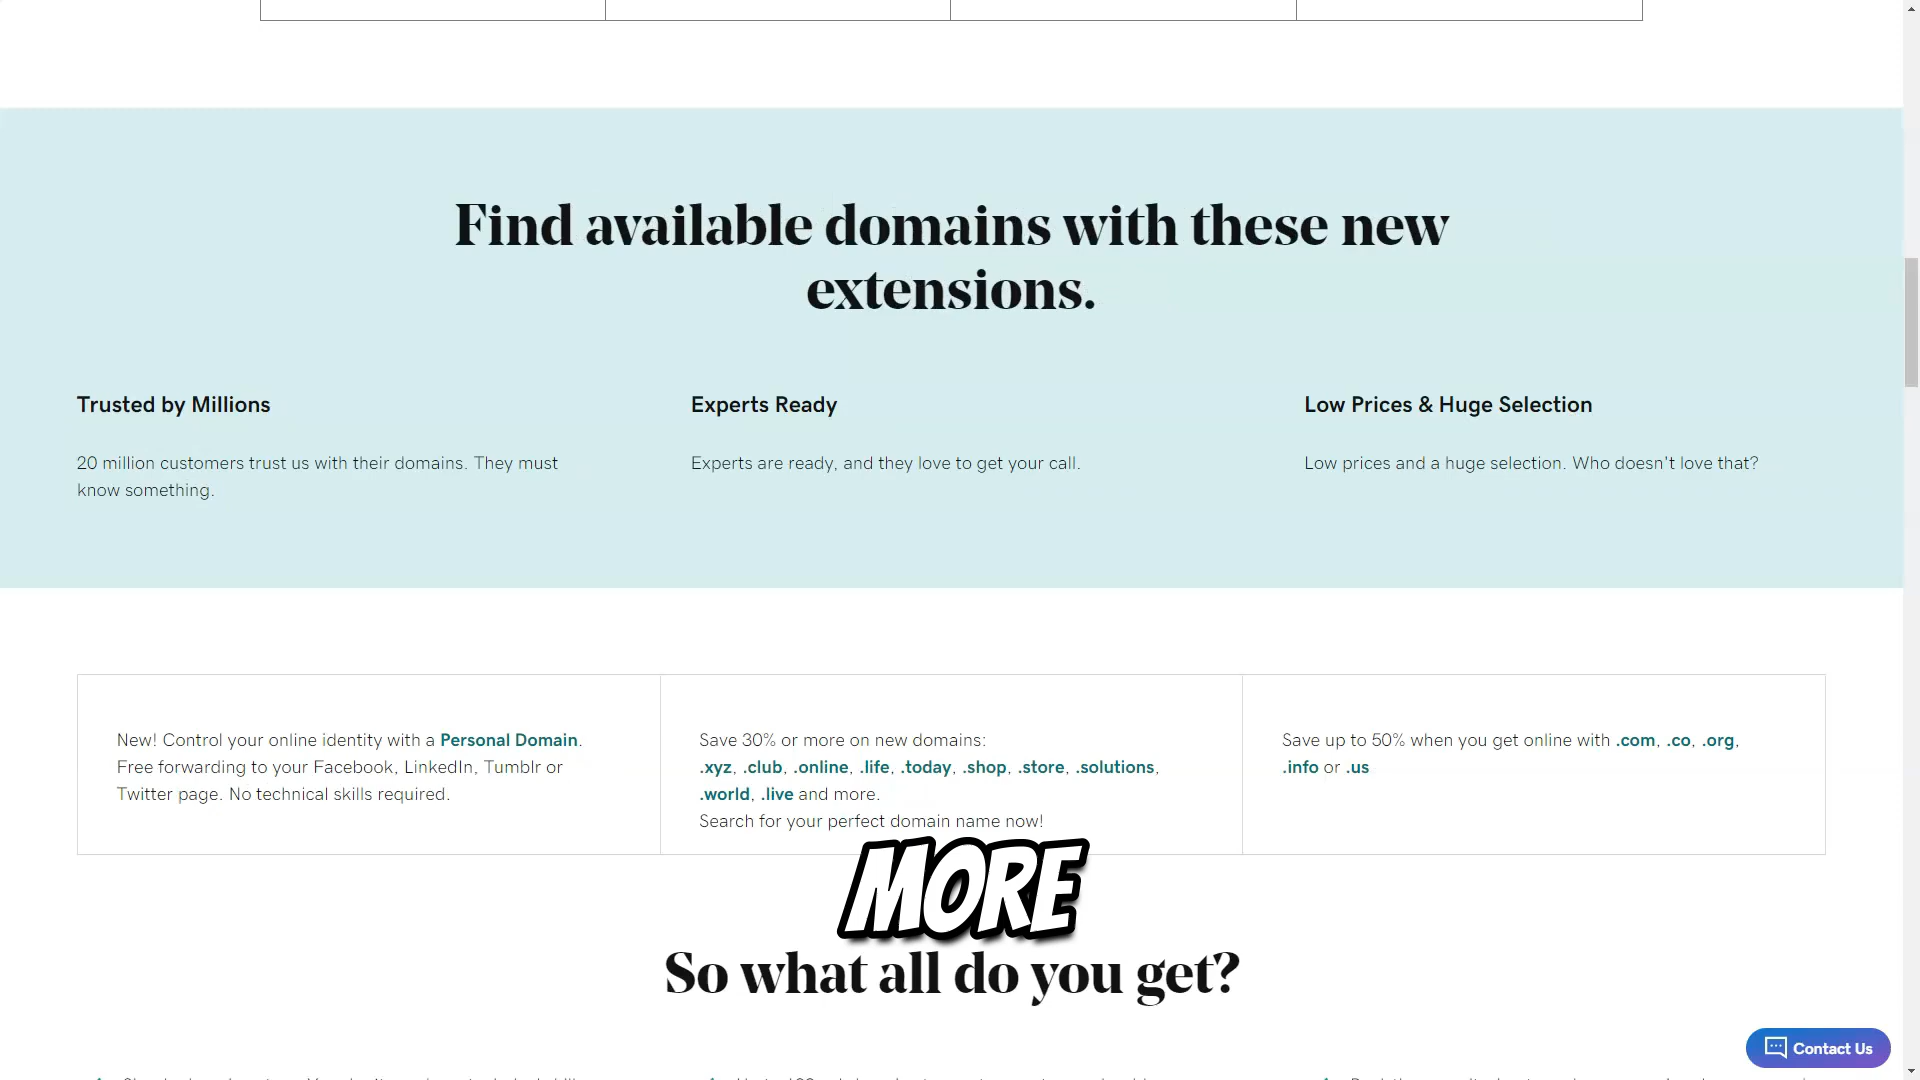 Find available domains with these new
extensions.
Trusted by Millions
20 million customers trust us with their domains. They must
know something.
Experts Ready
Experts are ready, and they love to get your call.
Low Prices & Huge Selection
Low prices and a huge selection. Who doesn't love that?
New! Control your online identity with a Personal Domain.
Free forwarding to your Facebook, LinkedIn, Tumblr or
Twitter page. No technical skills required.
Save 30% or more on new domains:
.xyz, .club, .online, .life, .today, .shop, .store, .solutions,
.world, .live and more.
Search for your perfect domain name now!
Save up to 50% when you get online with .com, .co, .org,
.info or .us
MORE
So what all do you get?
Contact Us